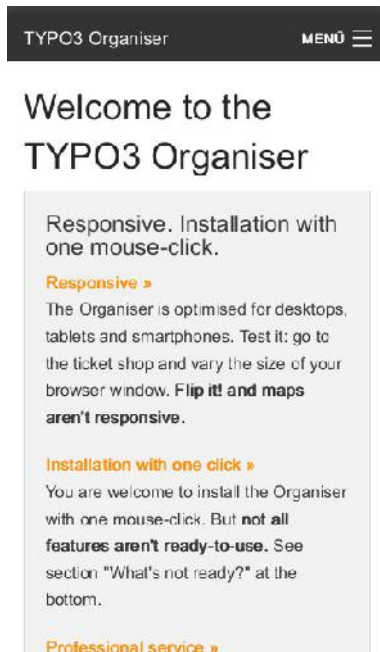 TYPO3 Organiser
MENÜ
Welcome to the
TYPO3 Organiser
Responsive. Installation with
one mouse-click.
Responsive »
The Organiser is optimised for desktops,
tablets and smartphones. Test it: go to
the ticket shop and vary the size of your
browser window. Flip it! and maps
aren't responsive.
Installation with one click »
You are welcome to install the Organiser
with one mouse-click. But not all
features aren't ready-to-use. See
section "What's not ready?" at the
bottom.
Professional service »